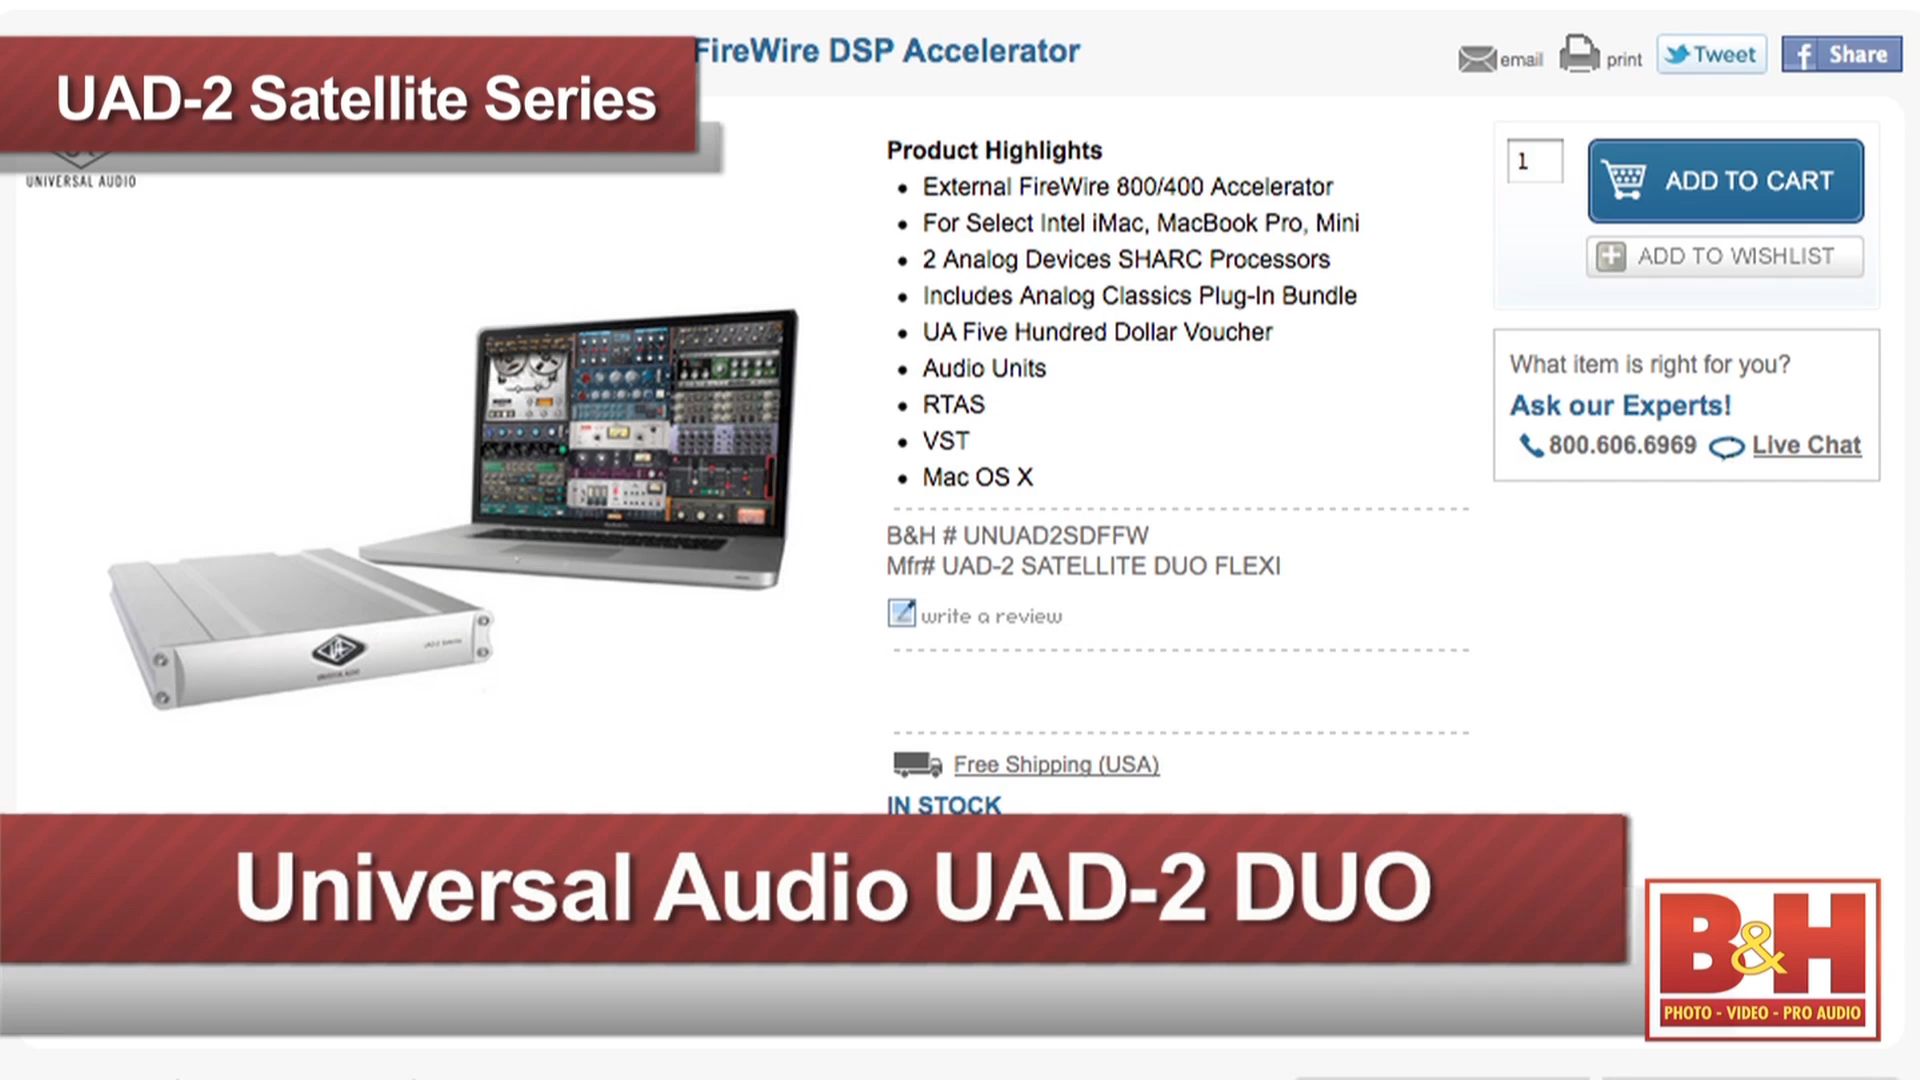 FireWire DSP Accelerator
email
print
Tweet
f Share
UAD-2 Satellite Series
UNIVERSAL AUDIO
Product Highlights
External FireWire 800/400 Accelerator
For Select Intel iMac, MacBook Pro, Mini
2 Analog Devices SHARC Processors
Includes Analog Classics Plug-In Bundle
UA Five Hundred Dollar Voucher
Audio Units
RTAS
VST
Mac OS X
1
ADD TO CART
ADD TO WISHLIST
What item is right for you?
Ask our Experts!
800.606.6969
Live Chat
B&H # UNUAD2SDFFW
Mfr# UAD-2 SATELLITE DUO FLEXI
write a review
UNIVERSAL AUDIO
Free Shipping (USA)
IN STOCK
Universal Audio UAD-2 DUO
B&H
PHOTO - VIDEO - PRO AUDIO